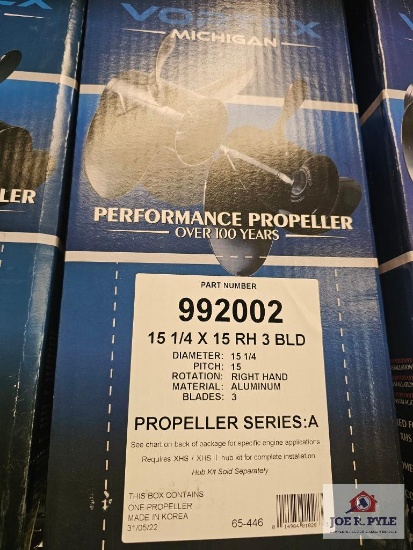 VORTEX
MICHIGAN
PERFORMANCE PROPELLER
OVER 100 YEARS
LER
PART NUMBER
992002
15 1/4 X 15 RH 3 BLD
DIAMETER: 15 1/4
PITCH: 15
ROTATION: RIGHT HAND
MATERIAL: ALUMINUM
BLADES: 3
PROPELLER SERIES:A
See chart on back of package for specific engine applications
Requires XHS / XHS II hub kit for complete installation
Hub Kit Sold Separately
THIS BOX CONTAINS
ONE PROPELLER
MADE IN KOREA
31/05/22
65-446
JOE R. PYLE